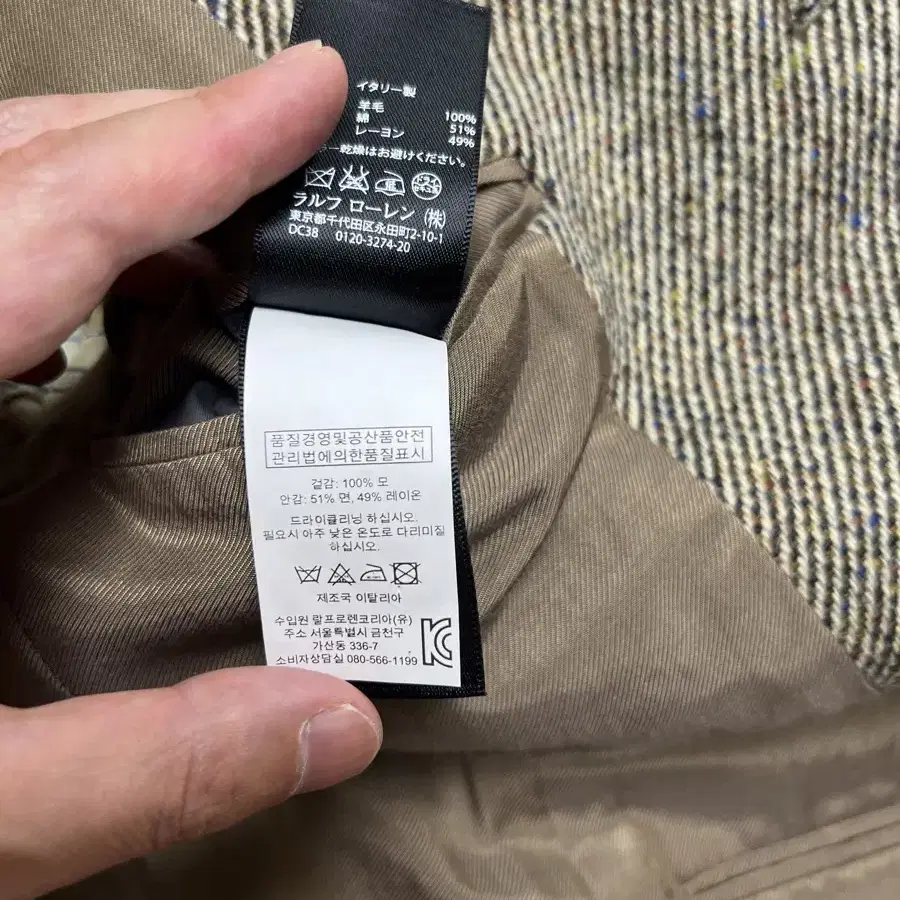 イタリー製
羊毛 100%
綿 51%
レーヨン 49%
乾燥はお避けください。
ドライ
ラルフ ローレン (株)
東京都千代田区永田町2-10-1
DC38 0120-3274-20
품질경영및공산품안전
관리법에의한품질표시
겉감: 100% 모
안감: 51% 면, 49% 레이온
드라이클리닝 하십시오.
필요시 아주 낮은 온도로 다리미질
하십시오.
제조국 이탈리아
수입원 랄프로렌코리아(유)
주소 서울특별시 금천구
가산동 336-7
소비자상담실 080-566-1199